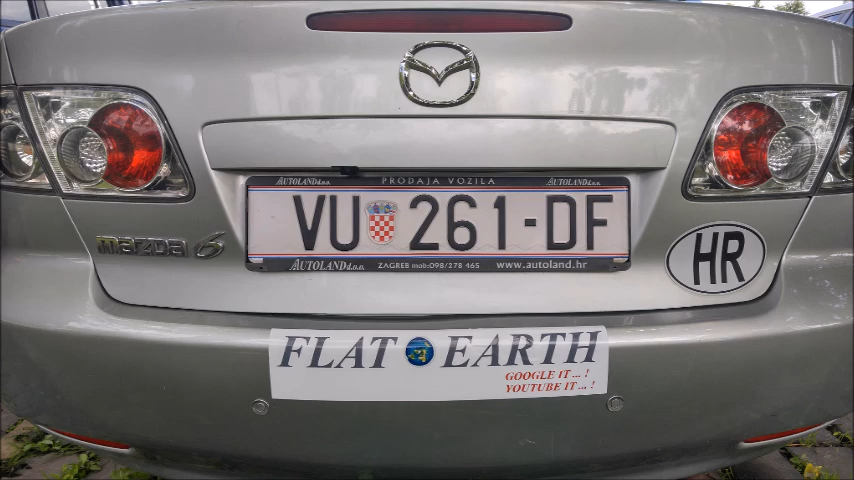 AUTOLAND d.o.o. PRODAJA VOZILA AUTOLAND d.o.o.
VU 261-DF
AUTOLAND d.o.o. ZAGREB mob:098/278 465 www.autoland.hr
mazda 6
HR
FLAT EARTH
GOOGLE IT ... !
YOUTUBE IT ... !